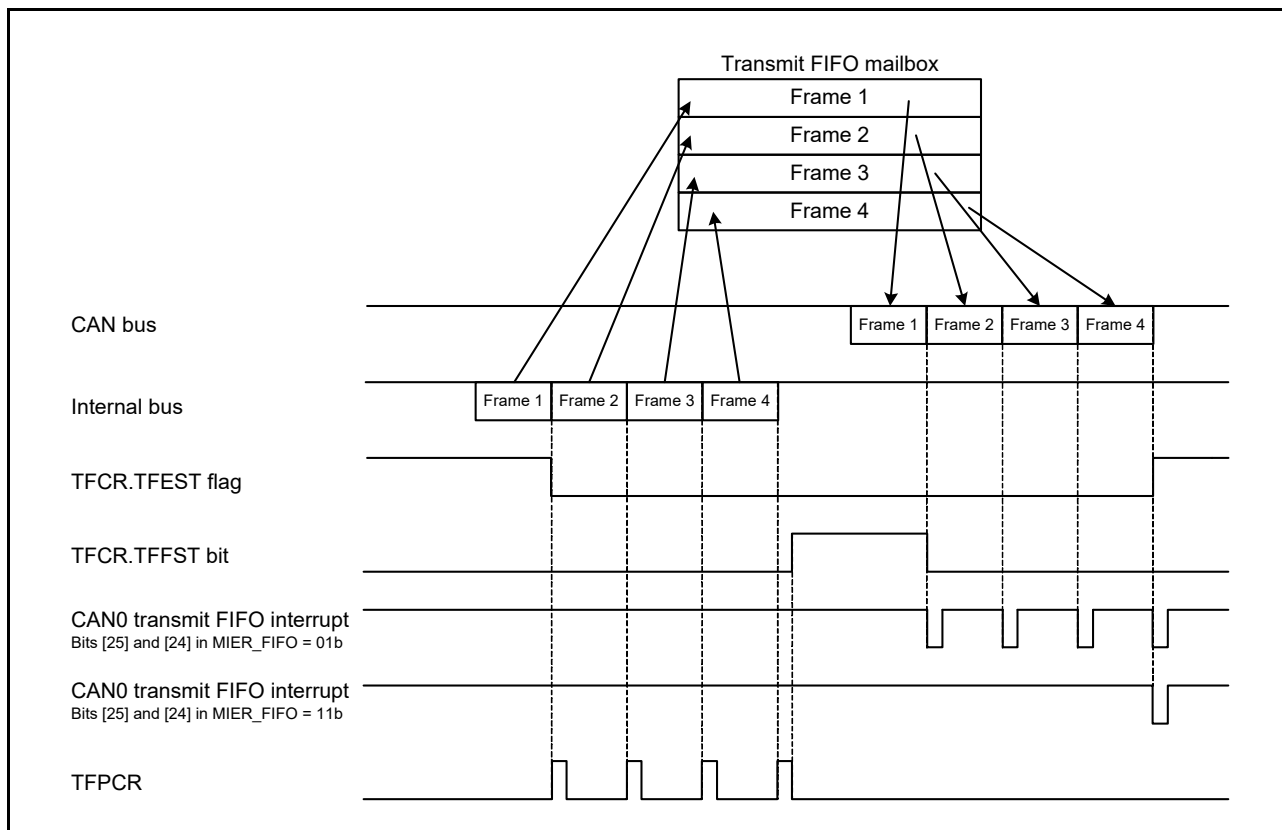 Transmit FIFO mailbox
Frame 1
Frame 2
Frame 3
Frame 4
CAN bus
Frame 1 Frame 2 Frame 3 Frame 4
Internal bus
Frame 1 Frame 2 Frame 3 Frame 4
TFCR.TFEST flag
TFCR.TFFST bit
CAN0 transmit FIFO interrupt
Bits [25] and [24] in MIER_FIFO = 01b
CAN0 transmit FIFO interrupt
Bits [25] and [24] in MIER_FIFO = 11b
TFPCR